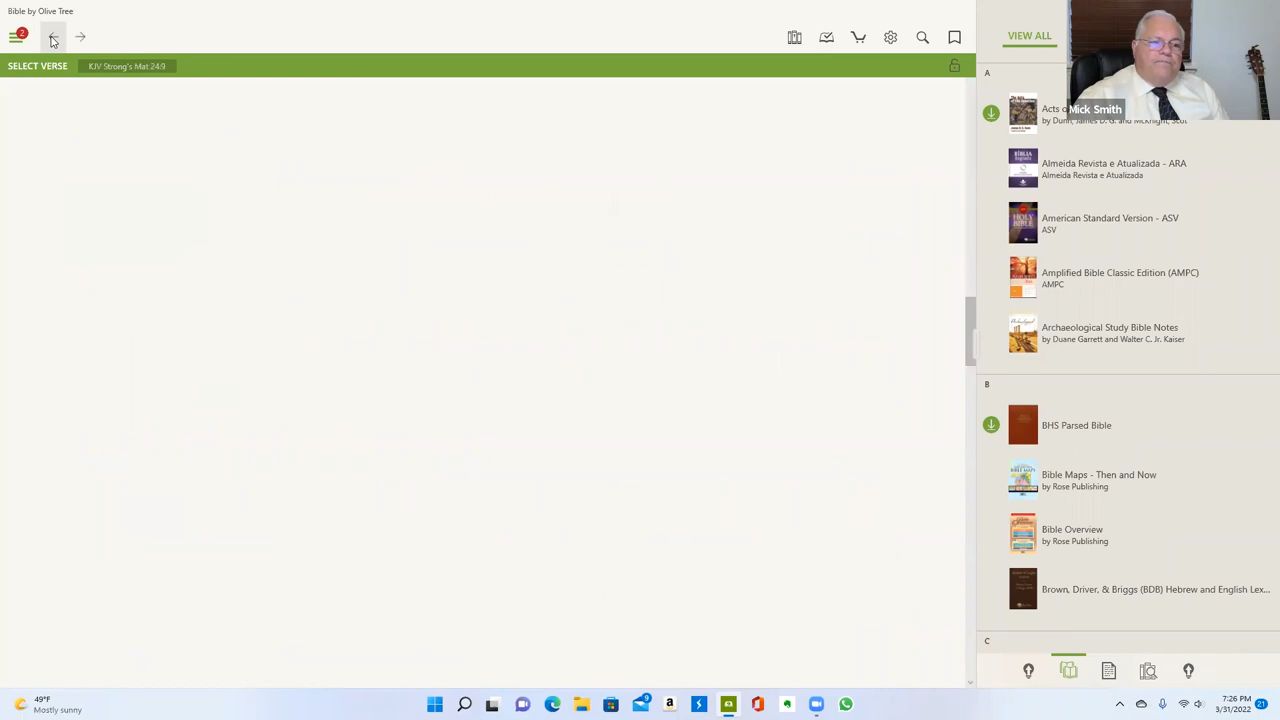 Bible by Olive Tree
2
SELECT VERSE
KJV Strong's Mat 24:9
VIEW ALL
Mick Smith
A
Acts o
by Dunn, James D. G. and McKnight, Scot
Almeida Revista e Atualizada - ARA
Almeida Revista e Atualizada
American Standard Version - ASV
ASV
HOLY BIBLE
Amplified Bible Classic Edition (AMPC)
AMPC
Archaeological Study Bible Notes
by Duane Garrett and Walter C. Jr. Kaiser
B
BHS Parsed Bible
Bible Maps - Then and Now
by Rose Publishing
Bible Overview
by Rose Publishing
Brown, Driver, & Briggs (BDB) Hebrew and English Lex...
C
49°F
Mostly sunny
9
a
7:26 PM
3/31/2022
21